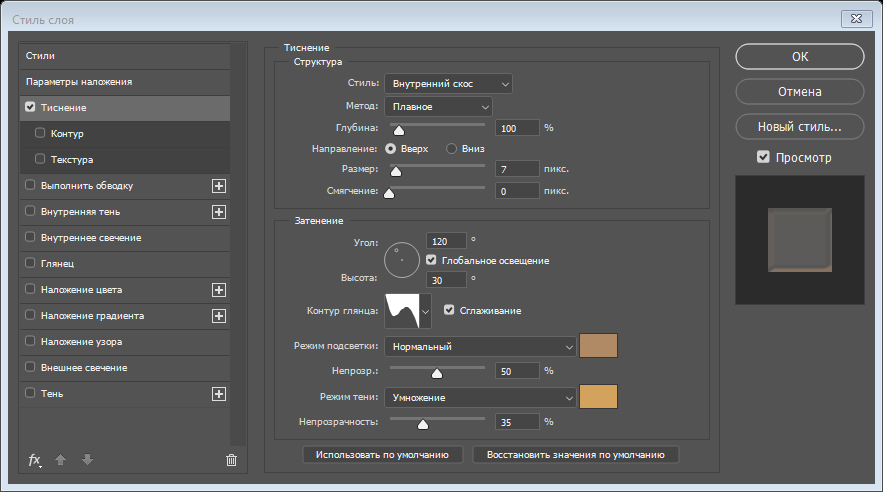 Стиль слоя
Стили
Параметры наложения
Тиснение
Контур
Текстура
Выполнить обводку
Внутренняя тень
Внутреннее свечение
Глянец
Наложение цвета
Наложение градиента
Наложение узора
Внешнее свечение
Тень
fx
Тиснение
Структура
Стиль: Внутренний скос
Метод: Плавное
Глубина: 100 %
Направление: Вверх Вниз
Размер: 7 пикс.
Смягчение: 0 пикс.
Затенение
Угол: 120 °
Глобальное освещение
Высота: 30 °
Контур глянца: Сглаживание
Режим подсветки: Нормальный
Непрозр.: 50 %
Режим тени: Умножение
Непрозрачность: 35 %
Использовать по умолчанию Восстановить значения по умолчанию
ОК
Отмена
Новый стиль...
Просмотр